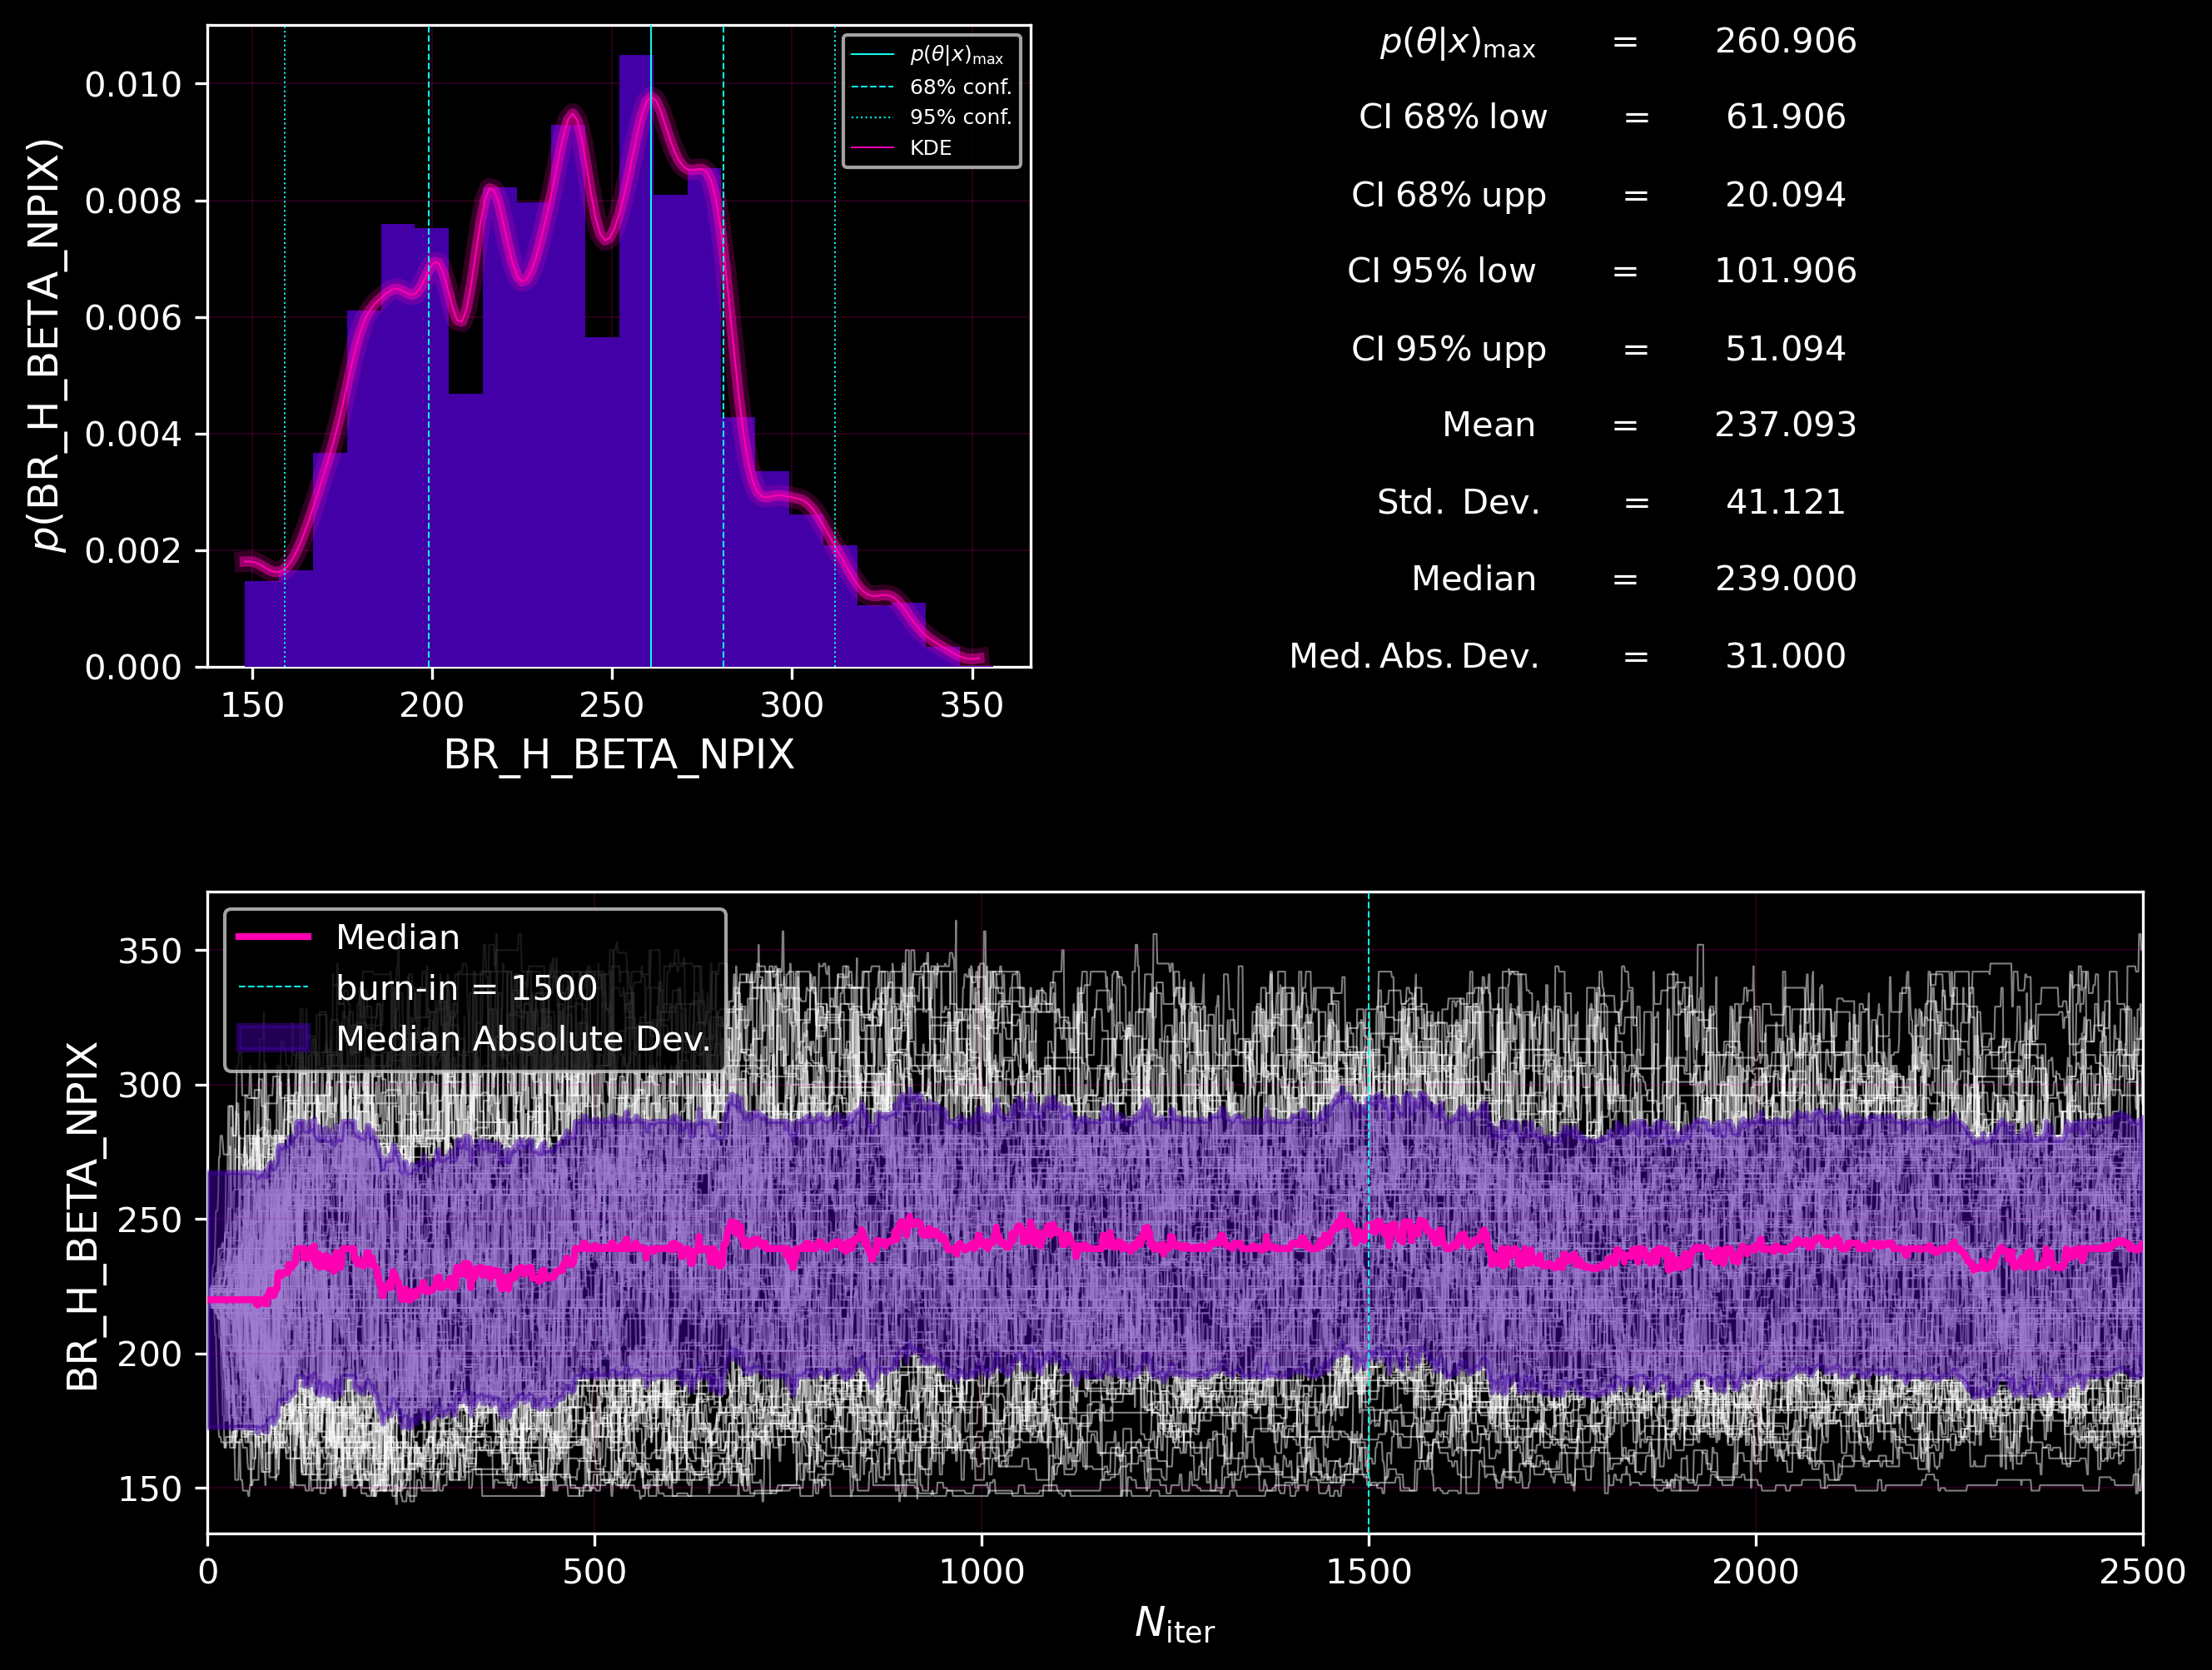 p(BR_H_BETA_NPIX)
0.010
0.008
0.006
0.004
0.002
0.000
150 200 250 300 350
BR_H_BETA_NPIX
p(θ|x)max
68% conf.
95% conf.
KDE
p(θ|x)max = 260.906
CI 68% low = 61.906
CI 68% upp = 20.094
CI 95% low = 101.906
CI 95% upp = 51.094
Mean = 237.093
Std. Dev. = 41.121
Median = 239.000
Med. Abs. Dev. = 31.000
BR_H_BETA_NPIX
350
300
250
200
150
Median
burn-in = 1500
Median Absolute Dev.
0 500 1000 1500 2000 2500
Niter